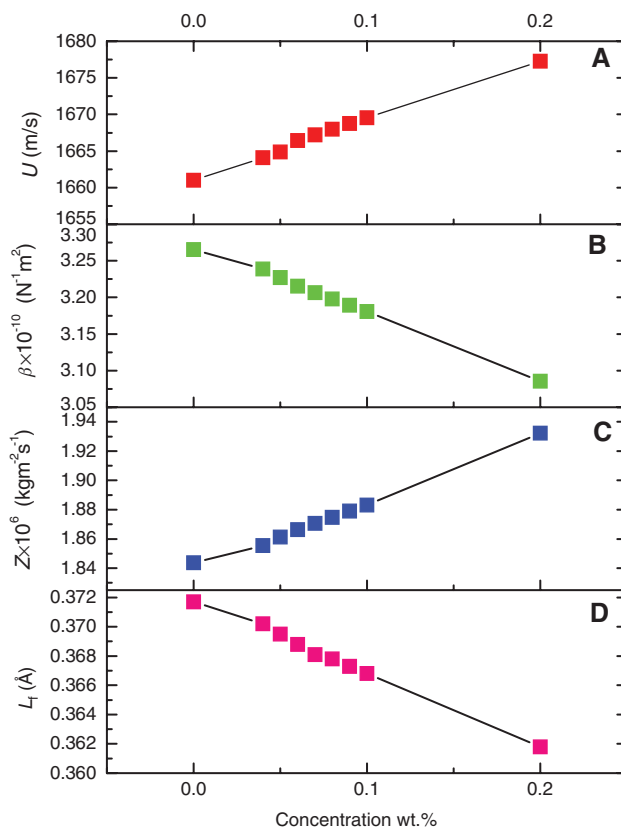 0.0 0.1 0.2
A
1680
1675
1670
1665
1660
1655
U (m/s)
B
3.30
3.25
3.20
3.15
3.10
3.05
β×10⁻¹⁰ (N⁻¹m²)
C
1.94
1.92
1.88
1.86
1.84
Z×10⁶ (kgm⁻²s⁻¹)
D
0.372
0.370
0.368
0.366
0.364
0.362
0.360
Lf (Å)
0.0 0.1 0.2
Concentration wt.%